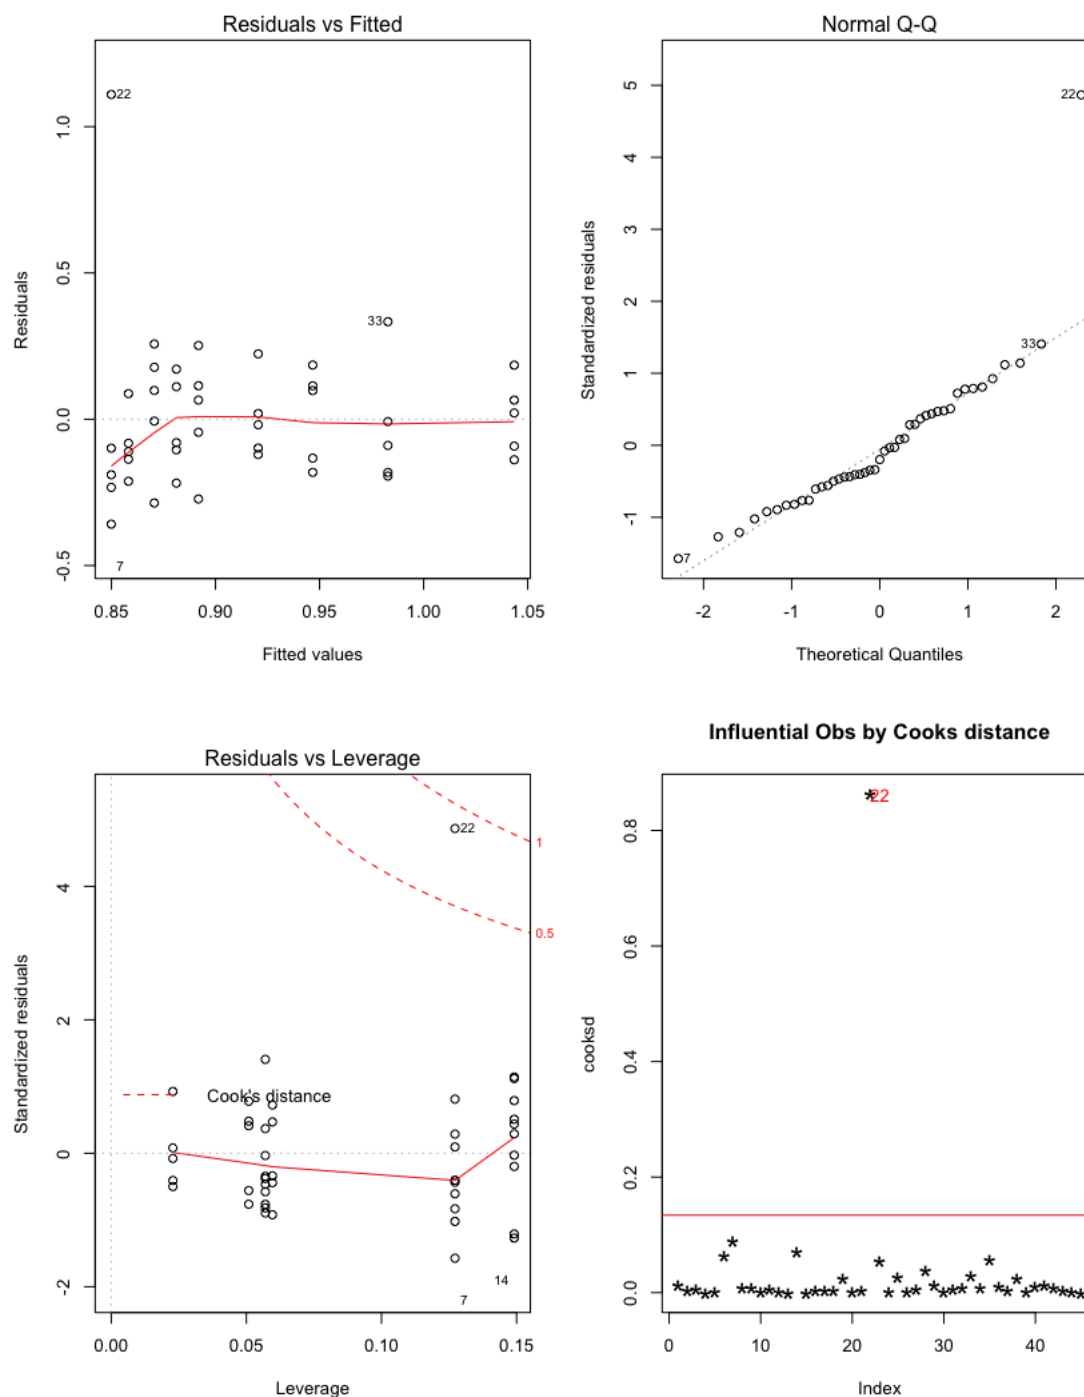 Residuals vs Fitted
22
33
7
Residuals
-0.5 0.0 0.5 1.0
0.85 0.90 0.95 1.00 1.05
Fitted values
Normal Q-Q
22
33
7
Standardized residuals
-1 0 1 2 3 4 5
-2 -1 0 1 2
Theoretical Quantiles
Residuals vs Leverage
22
1
0.5
Cook's distance
14
7
Standardized residuals
-2 0 2 4
0.00 0.05 0.10 0.15
Leverage
Influential Obs by Cooks distance
22
cooksd
0.0 0.2 0.4 0.6 0.8
0 10 20 30 40
Index